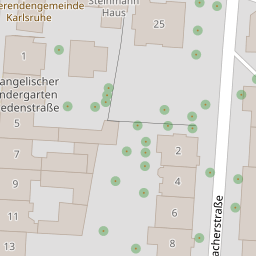 erendengemeinde
Karlsruhe
Steinmann
Haus
25
1
angelischer
ndergarten
edenstraße
5
7
9
11
13
2
4
6
8
acherstraße